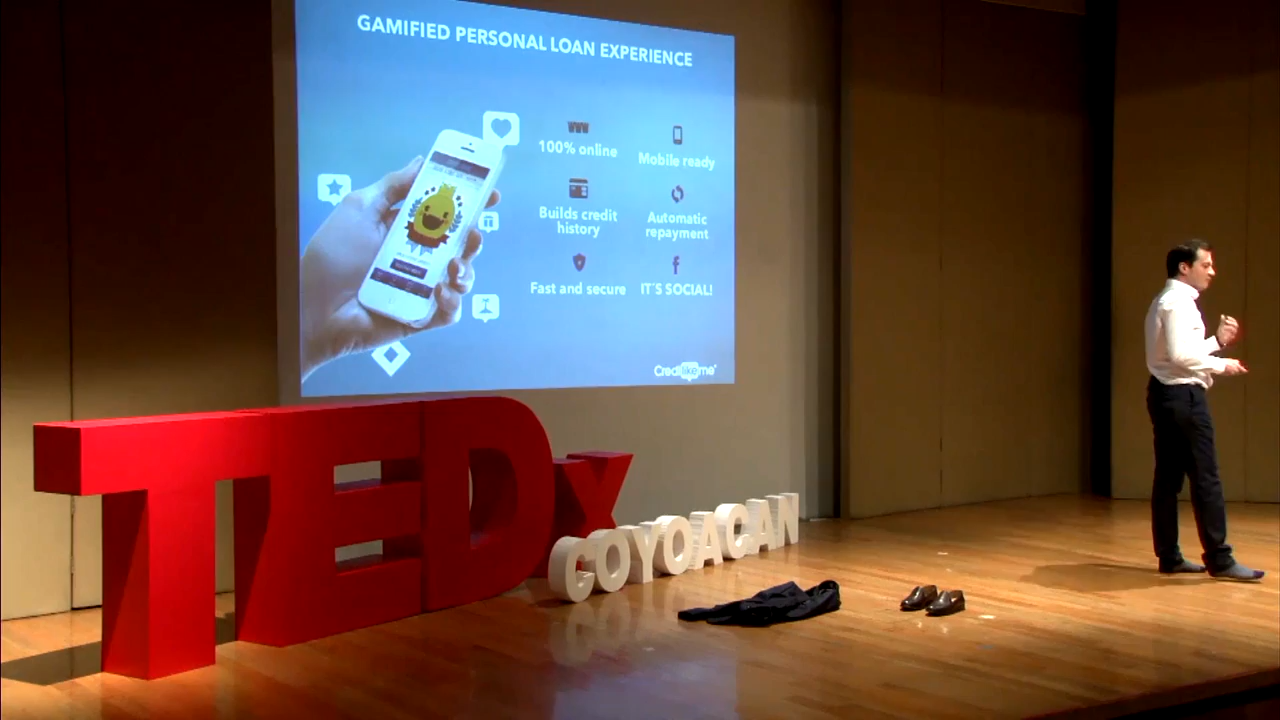 GAMIFIED PERSONAL LOAN EXPERIENCE
100% online
Mobile ready
Builds credit
history
Automatic
repayment
Fast and secure
IT'S SOCIAL!
Credilikeme
TEDx
COYOACAN